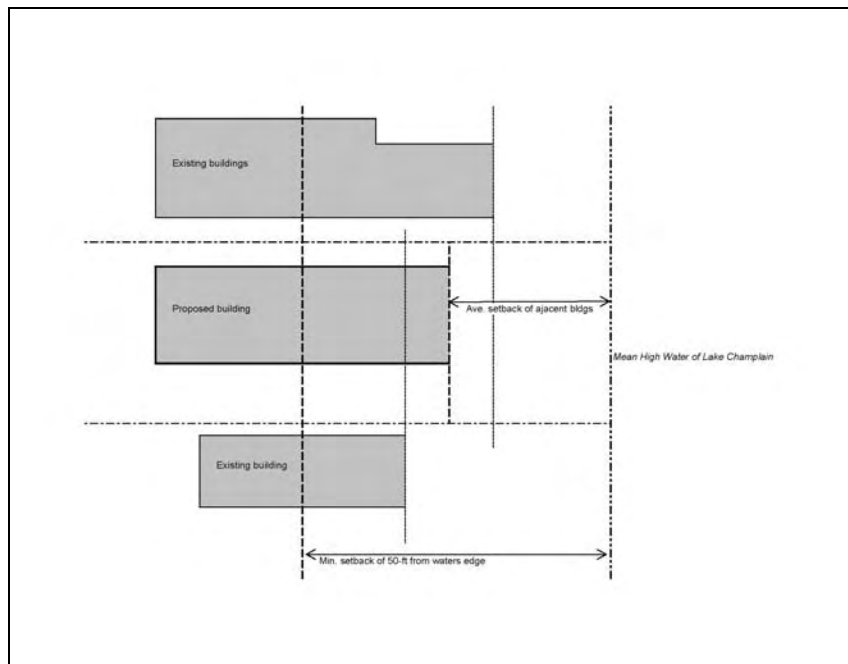 Existing buildings
Proposed building
Ave. setback of ajacent bldgs
Mean High Water of Lake Champlain
Existing building
Min. setback of 50-ft from waters edge